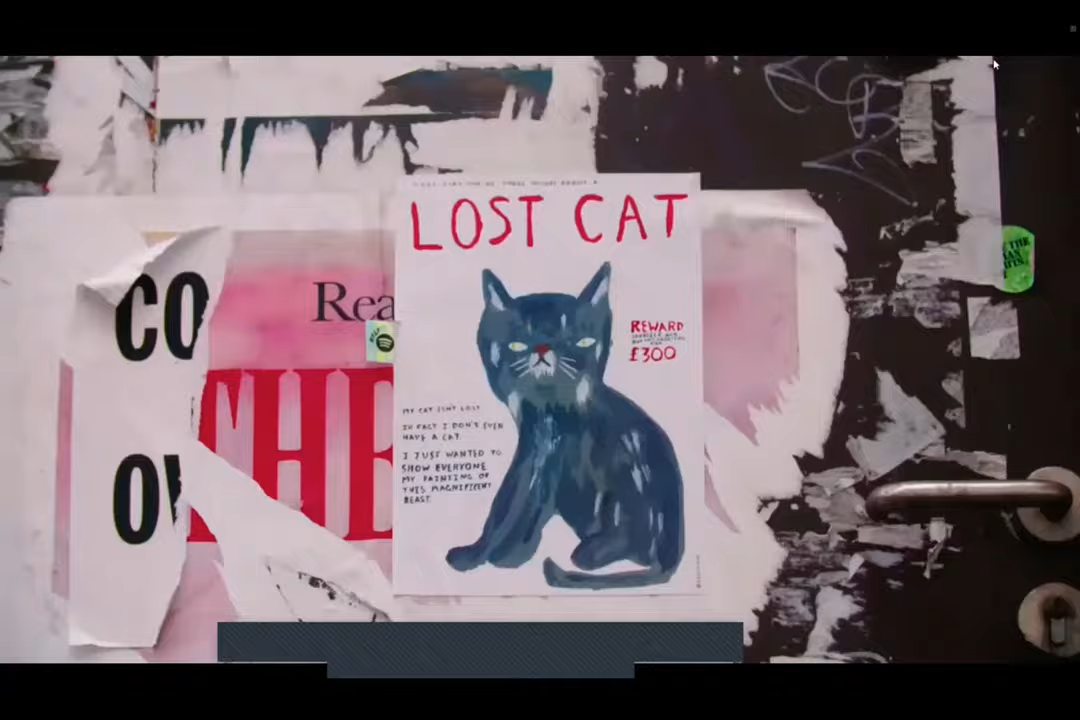 LOST CAT
CO
Rea
REWARD
£300
THE
MY CAT ISN'T LOST.
IN FACT I DON'T EVEN
HAVE A CAT.
I JUST WANTED TO
SHOW EVERYONE
MY PAINTING OF
THIS MAGNIFICENT
BEAST.
OV
THE